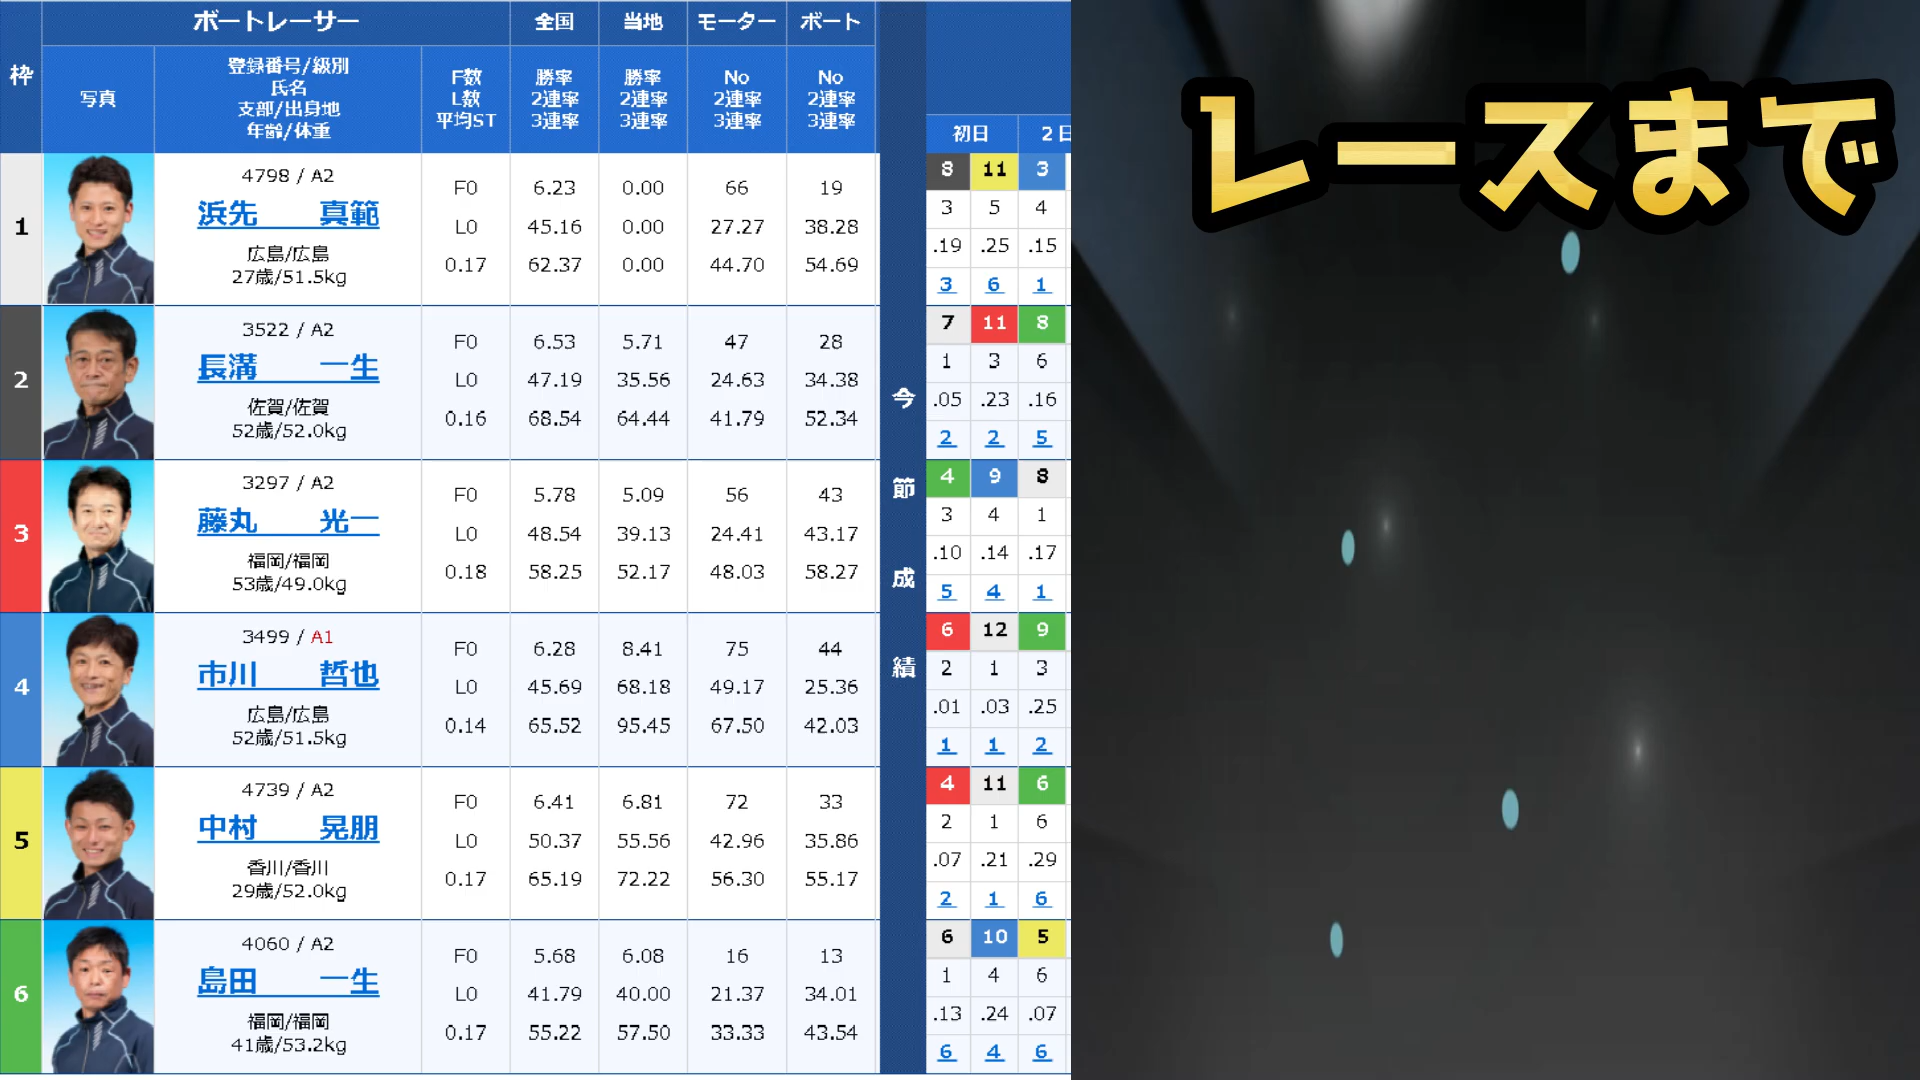 ボートレーサー 全国 当地 モーター ボート
枠 写真 登録番号/級別 氏名 支部/出身地 年齢/体重 F数 L数 平均ST 勝率 2連率 3連率 勝率 2連率 3連率 No 2連率 3連率 No 2連率 3連率 初日 2日
レースまで
今節成績
1 4798 / A2 F0 6.23 0.00 66 19 8 11 3
浜先 真範 L0 45.16 0.00 27.27 38.28 3 5 4
広島/広島 0.17 62.37 0.00 44.70 54.69 .19 .25 .15
27歳/51.5kg 3 6 1
2 3522 / A2 F0 6.53 5.71 47 28 7 11 8
長溝 一生 L0 47.19 35.56 24.63 34.38 1 3 6
佐賀/佐賀 0.16 68.54 64.44 41.79 52.34 .05 .23 .16
52歳/52.0kg 2 2 5
3 3297 / A2 F0 5.78 5.09 56 43 4 9 8
藤丸 光一 L0 48.54 39.13 24.41 43.17 3 4 1
福岡/福岡 0.18 58.25 52.17 48.03 58.27 .10 .14 .17
53歳/49.0kg 5 4 1
4 3499 / A1 F0 6.28 8.41 75 44 6 12 9
市川 哲也 L0 45.69 68.18 49.17 25.36 2 1 3
広島/広島 0.14 65.52 95.45 67.50 42.03 .01 .03 .25
52歳/51.5kg 1 1 2
5 4739 / A2 F0 6.41 6.81 72 33 4 11 6
中村 晃朋 L0 50.37 55.56 42.96 35.86 2 1 6
香川/香川 0.17 65.19 72.22 56.30 55.17 .07 .21 .29
29歳/52.0kg 2 1 6
6 4060 / A2 F0 5.68 6.08 16 13 6 10 5
島田 一生 L0 41.79 40.00 21.37 34.01 1 4 6
福岡/福岡 0.17 55.22 57.50 33.33 43.54 .13 .24 .07
41歳/53.2kg 6 4 6